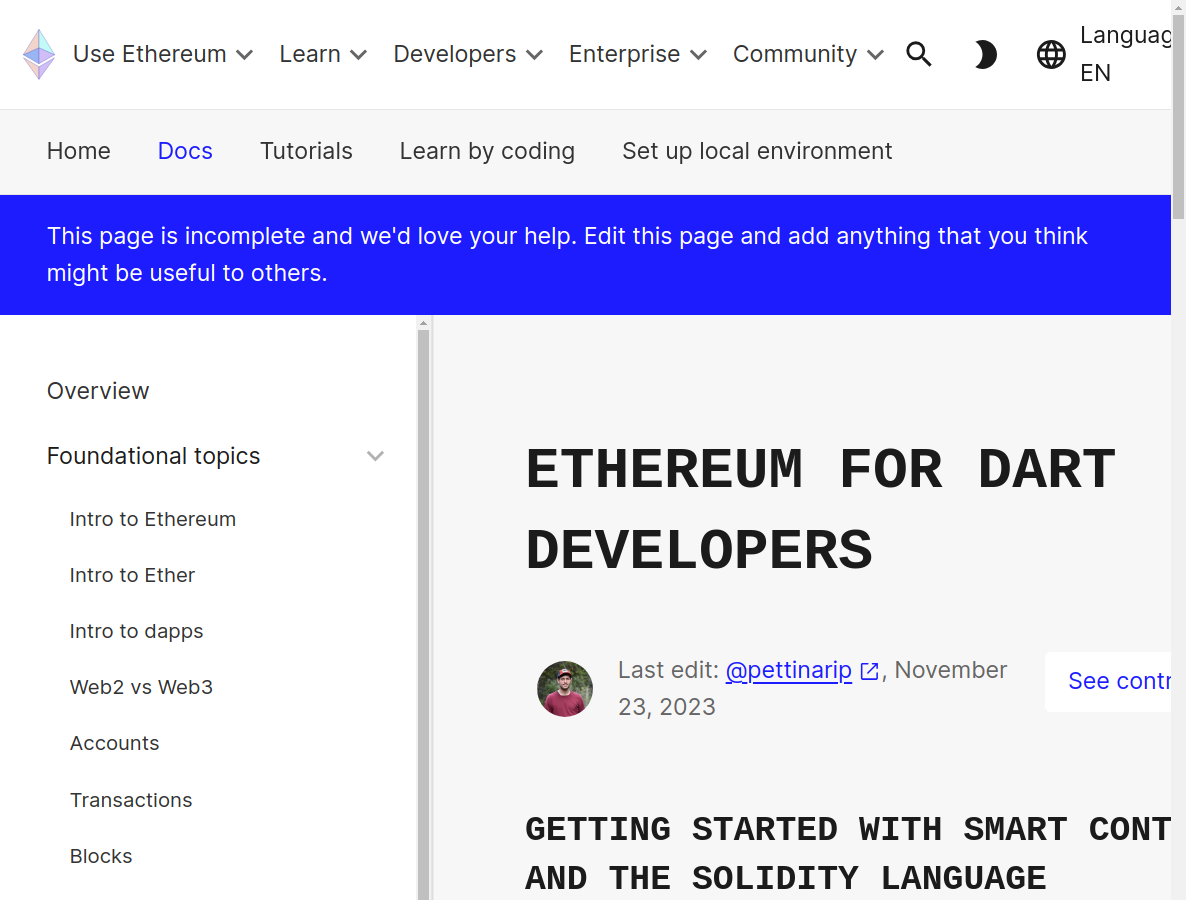 Use Ethereum Learn Developers Enterprise Community Languag
EN
Home Docs Tutorials Learn by coding Set up local environment
This page is incomplete and we'd love your help. Edit this page and add anything that you think
might be useful to others.
Overview
Foundational topics
Intro to Ethereum
Intro to Ether
Intro to dapps
Web2 vs Web3
Accounts
Transactions
Blocks
ETHEREUM FOR DART
DEVELOPERS
Last edit: @pettinarip, November
23, 2023
See contr
GETTING STARTED WITH SMART CONT
AND THE SOLIDITY LANGUAGE